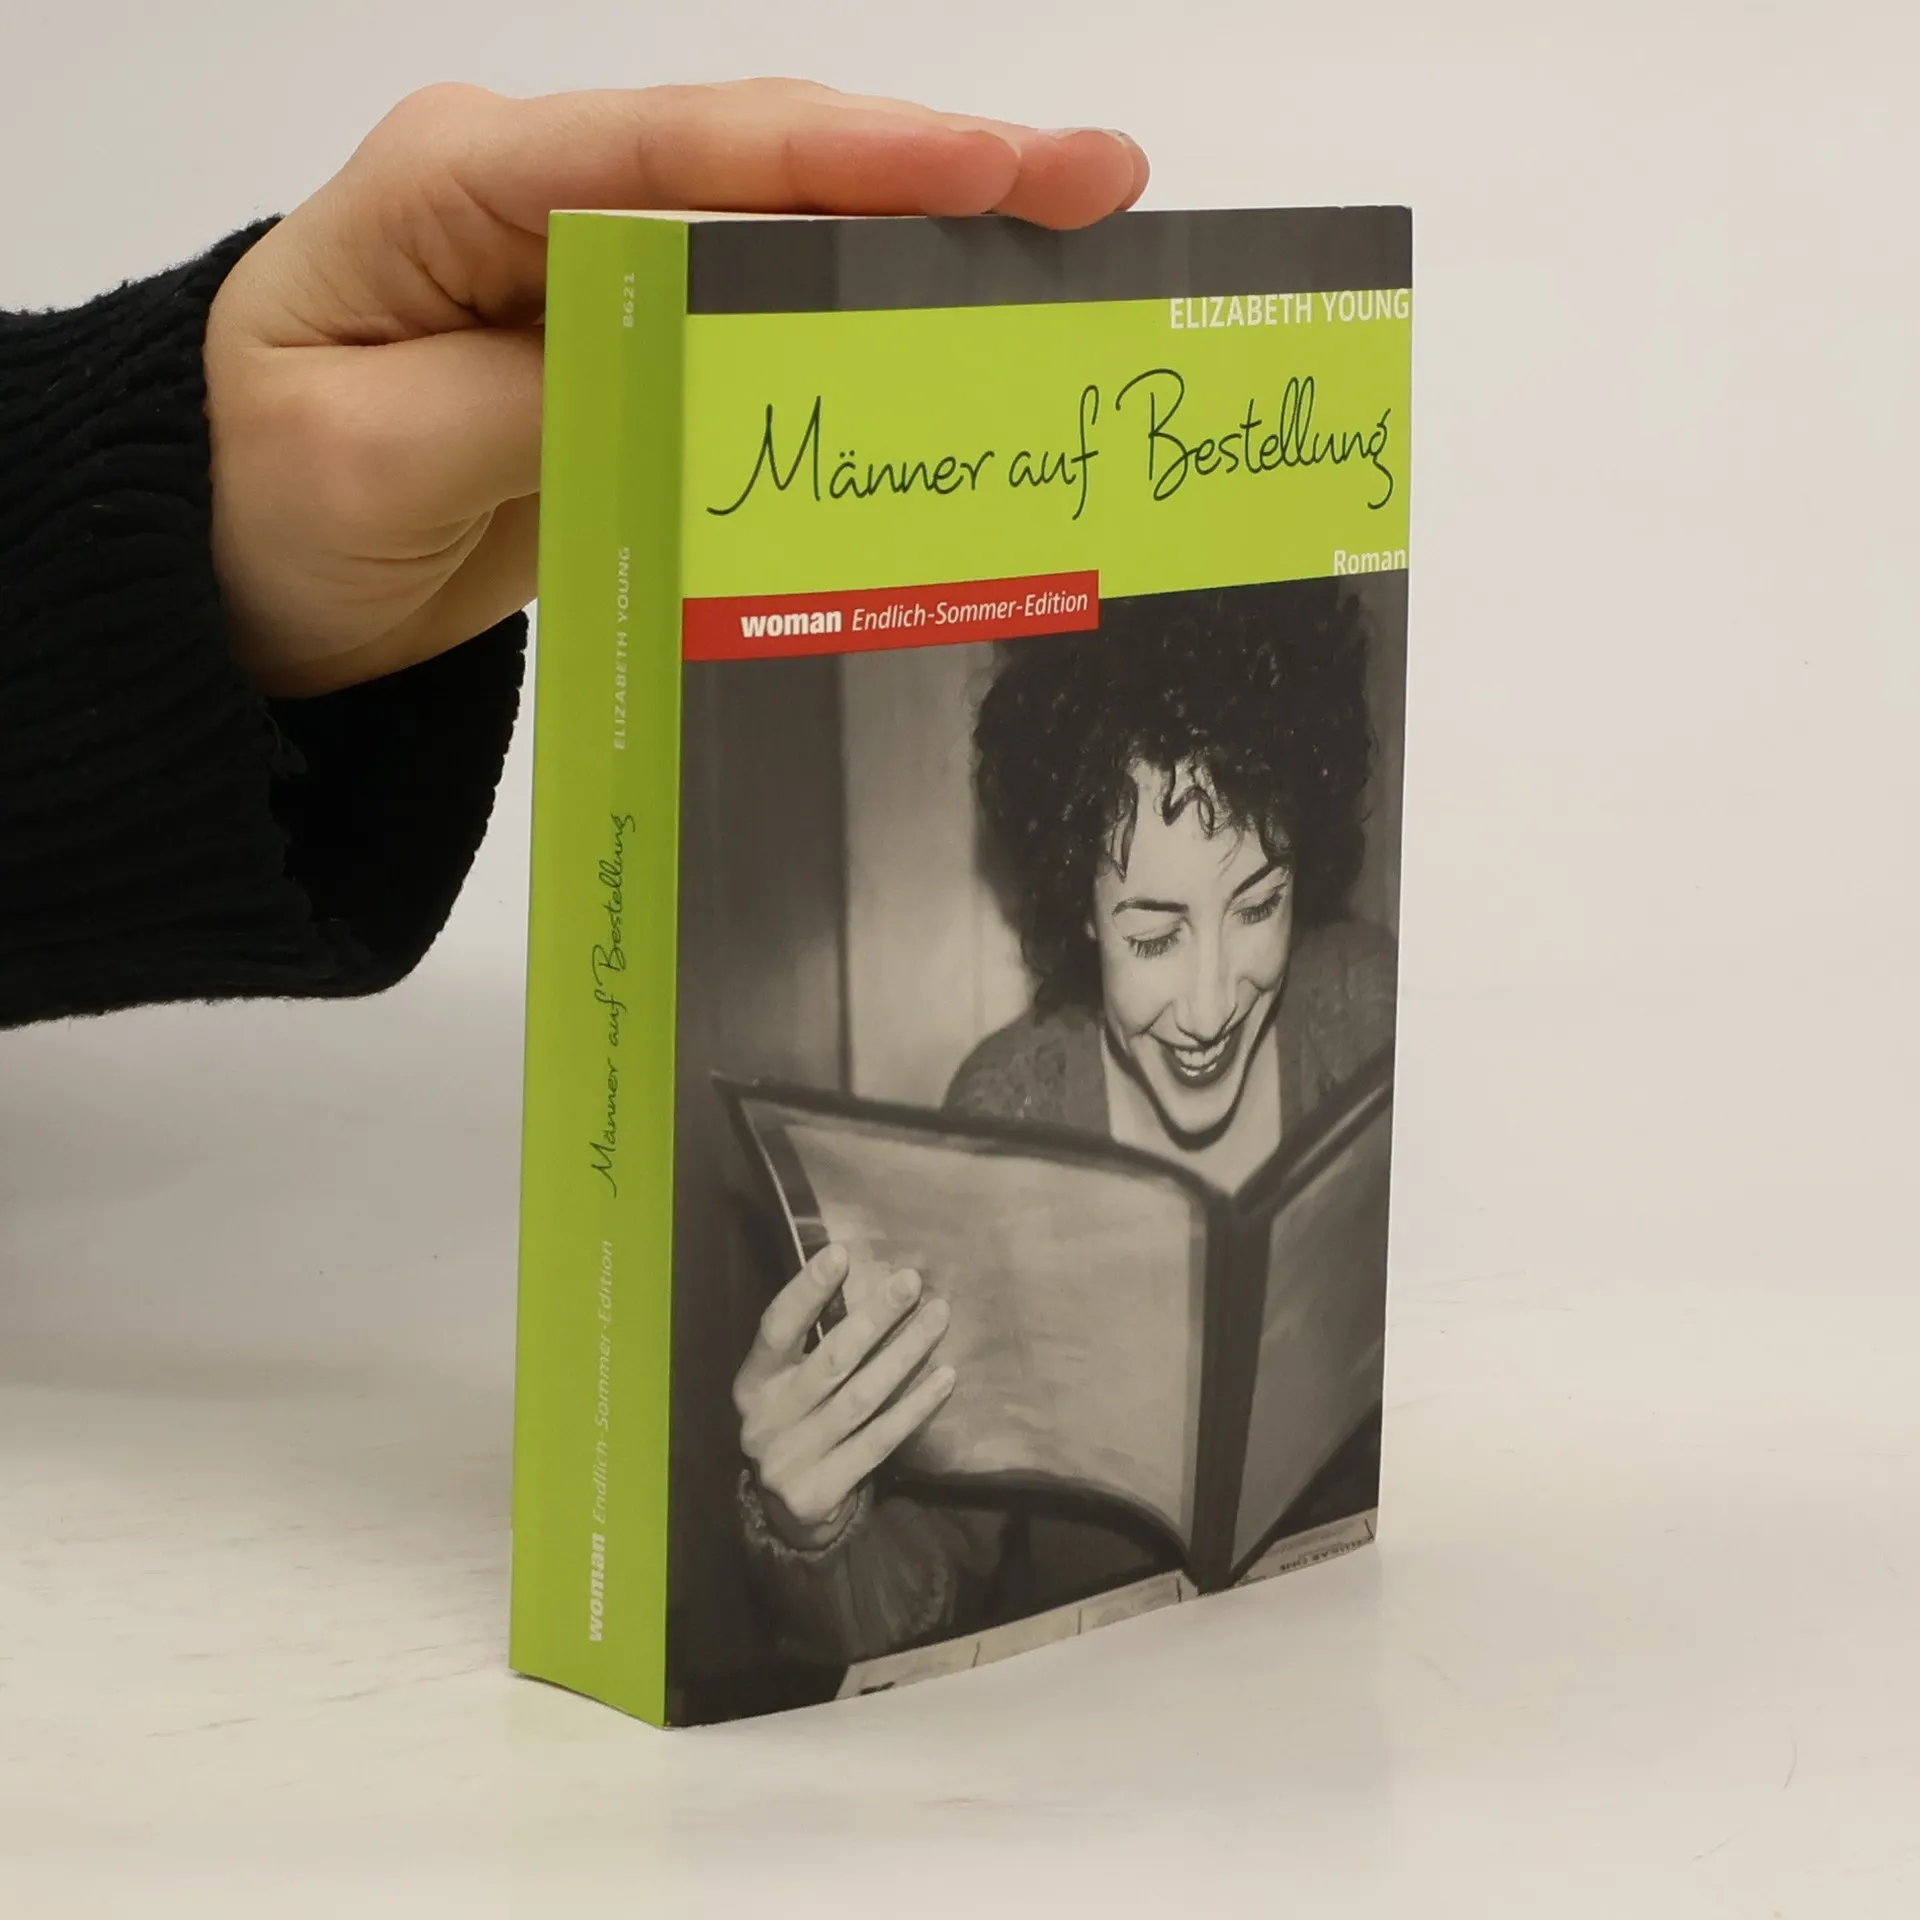 ELIZABETH YOUNG
Männer auf Bestellung
Roman
woman Endlich-Sommer-Edition
woman Endlich-Sommer-Edition Männer auf Bestellung ELIZABETH YOUNG 8621